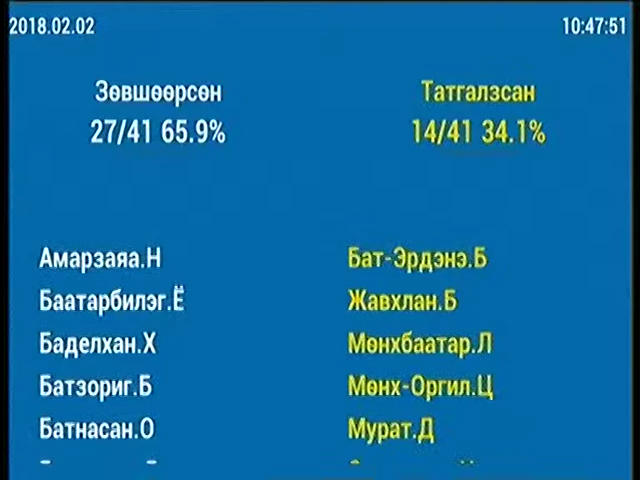 2018.02.02 10:47:51
Зөвшөөрсөн Татгалзсан
27/41 65.9% 14/41 34.1%
Амарзаяа.Н Бат-Эрдэнэ.Б
Баатарбилэг.Ё Жавхлан.Б
Баделхан.Х Мөнхбаатар.Л
Батзориг.Б Мөнх-Оргил.Ц
Батнасан.О Мурат.Д